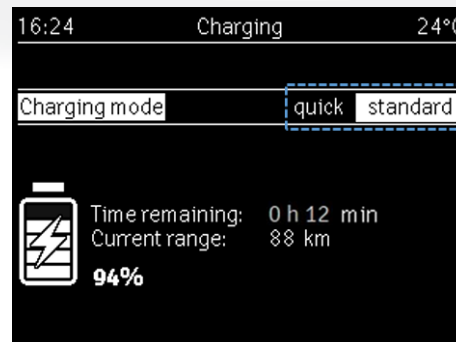 16:24 Charging 24°C
Charging mode quick standard
Time remaining: 0 h 12 min
Current range: 88 km
94%